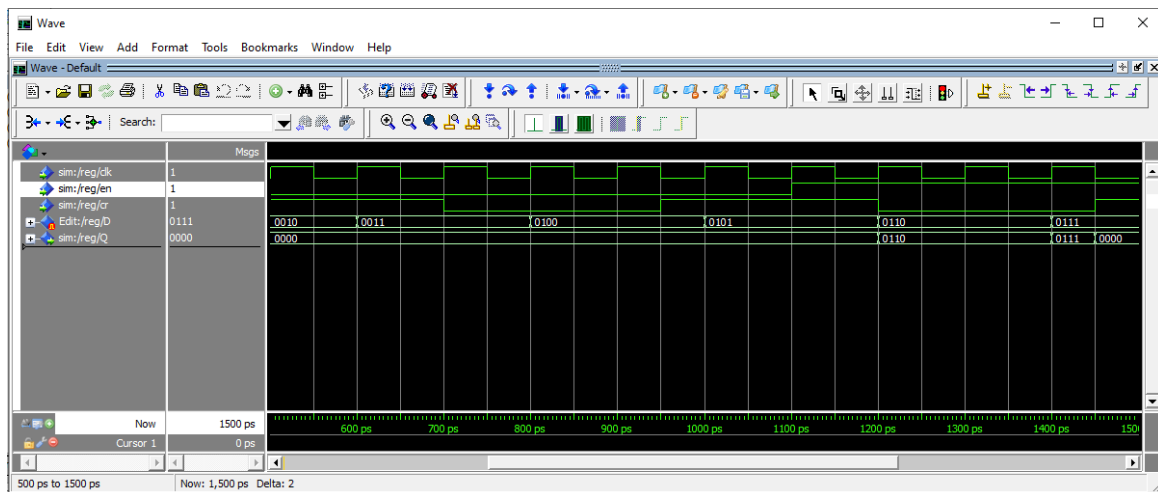 Wave
File Edit View Add Format Tools Bookmarks Window Help
Wave - Default
Search:
Msgs
sim:/reg/clk 1
sim:/reg/en 1
sim:/reg/cr 1
Edit:/reg/D 0111 0010 0011 0100 0101 0110 0111
sim:/reg/Q 0000 0000 0110 0111 0000
Now 1500 ps 600 ps 700 ps 800 ps 900 ps 1000 ps 1100 ps 1200 ps 1300 ps 1400 ps 150
Cursor 1 0 ps
500 ps to 1500 ps Now: 1,500 ps Delta: 2